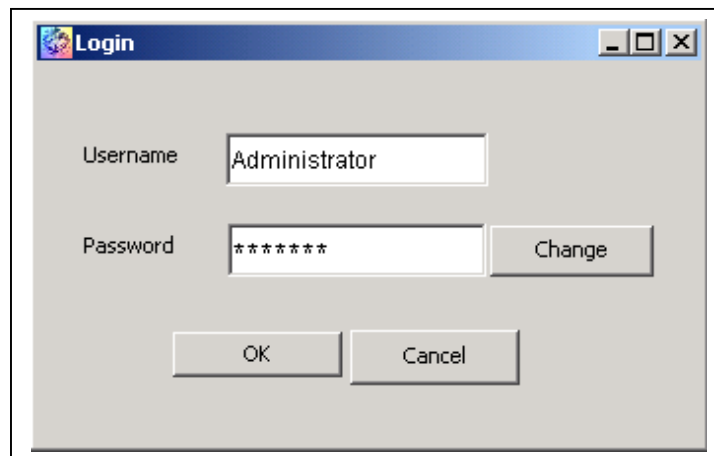 Login
Username Administrator
Password ******* Change
OK Cancel